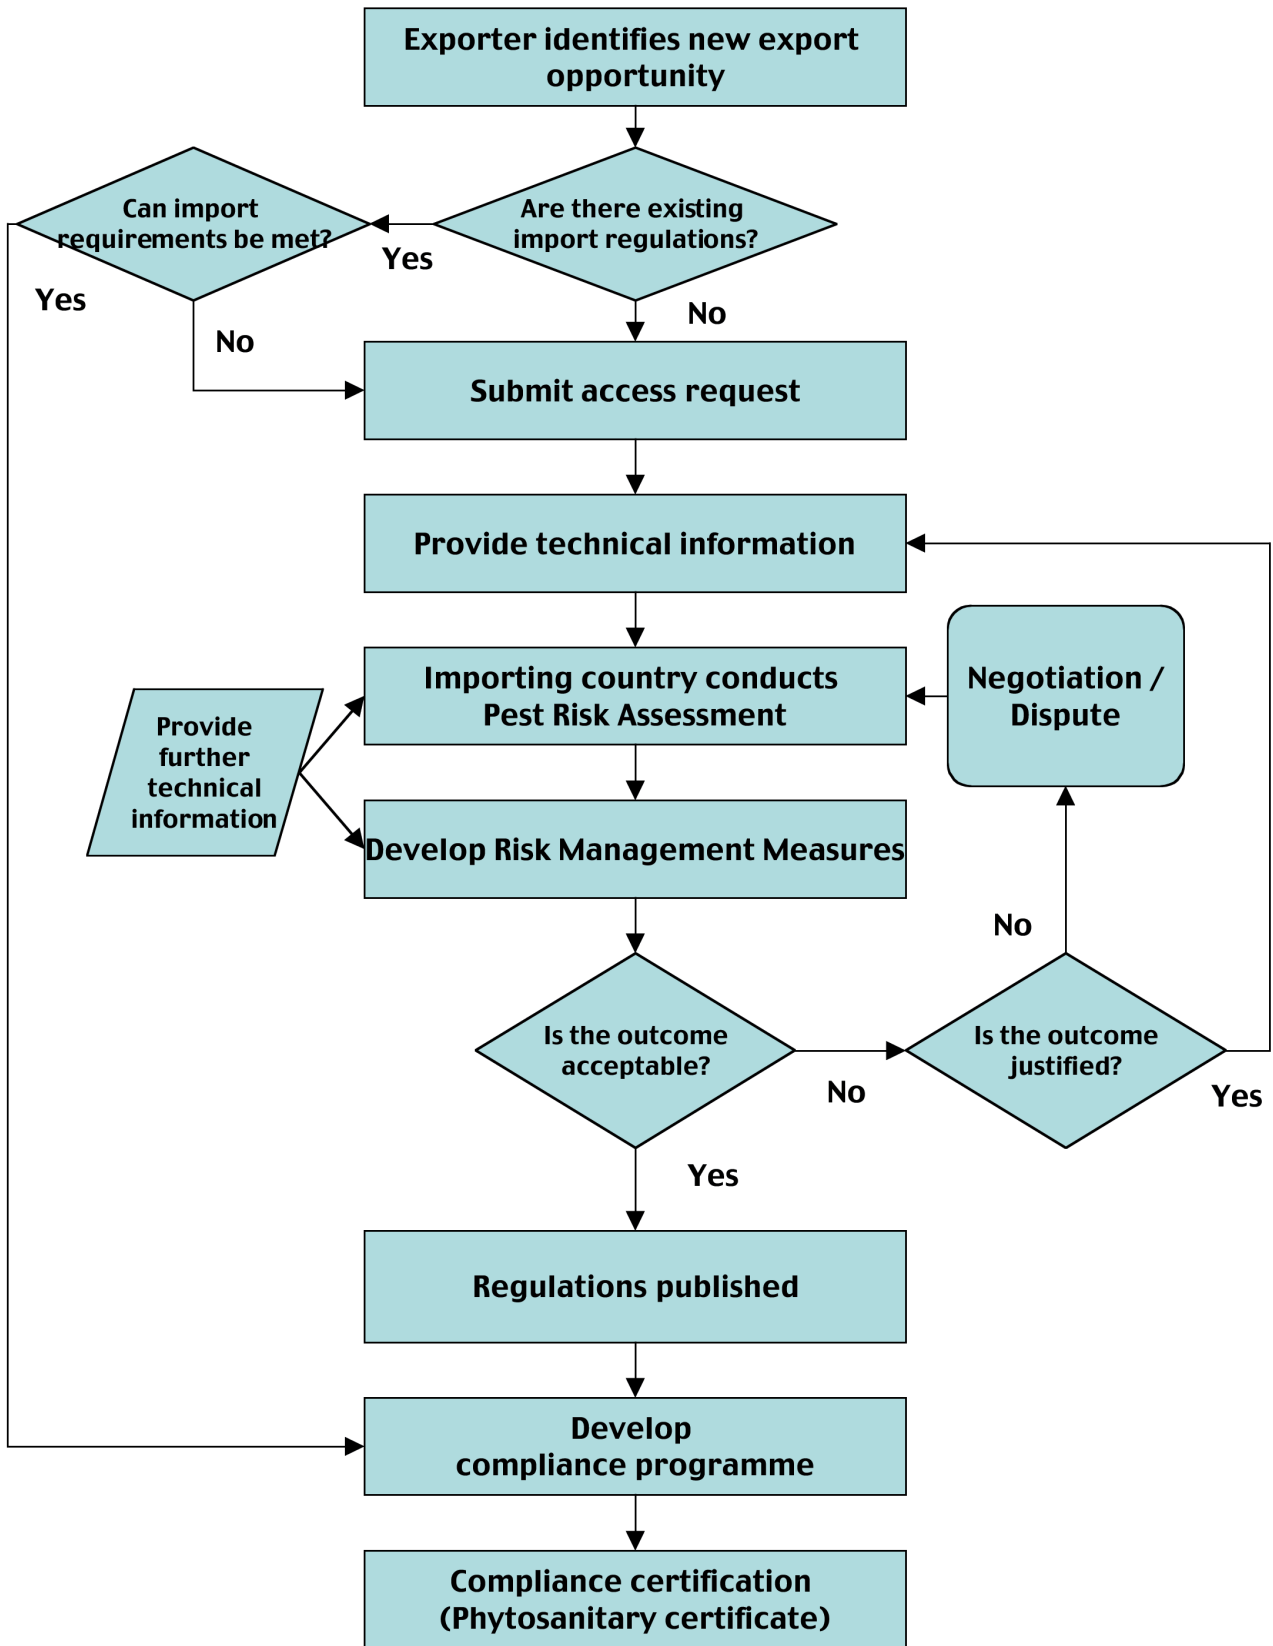 Exporter identifies new export
opportunity
Can import
requirements be met?
Are there existing
import regulations?
Yes
Yes
No
No
Submit access request
Provide technical information
Importing country conducts
Pest Risk Assessment
Negotiation /
Dispute
Provide
further
technical
information
Develop Risk Management Measures
No
Is the outcome
acceptable?
Is the outcome
justified?
No
Yes
Yes
Regulations published
Develop
compliance programme
Compliance certification
(Phytosanitary certificate)